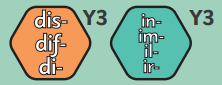 dis-
dif-
di-
Y3
in-
im-
il-
ir-
Y3